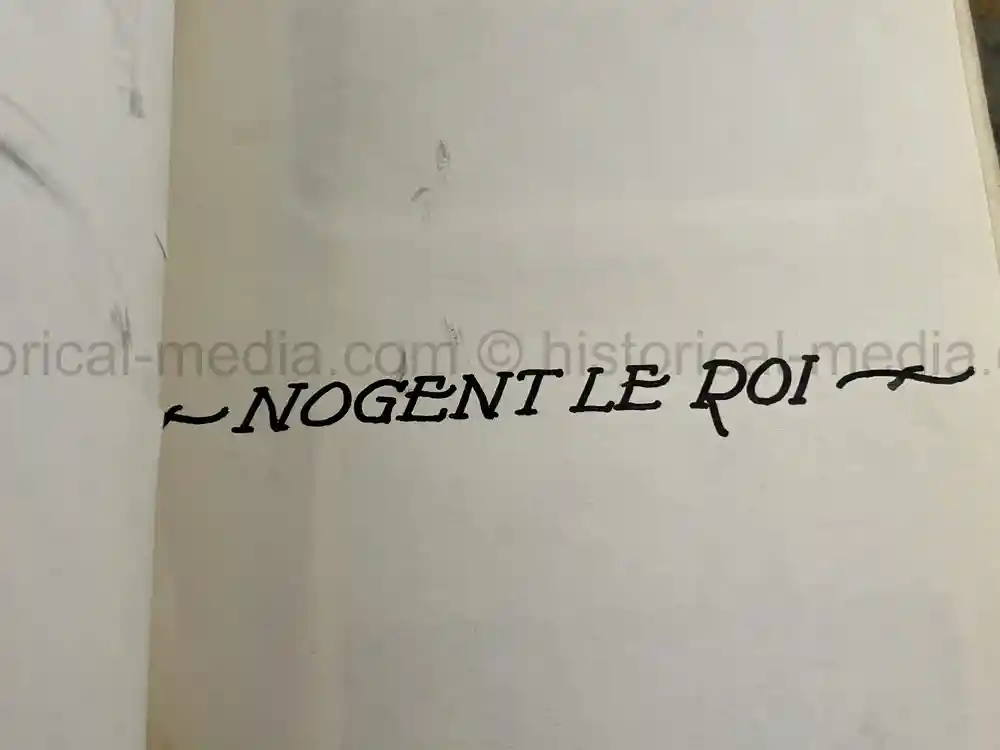 orical-media.com © historical-media.c
~ NOGENT LE ROI ~